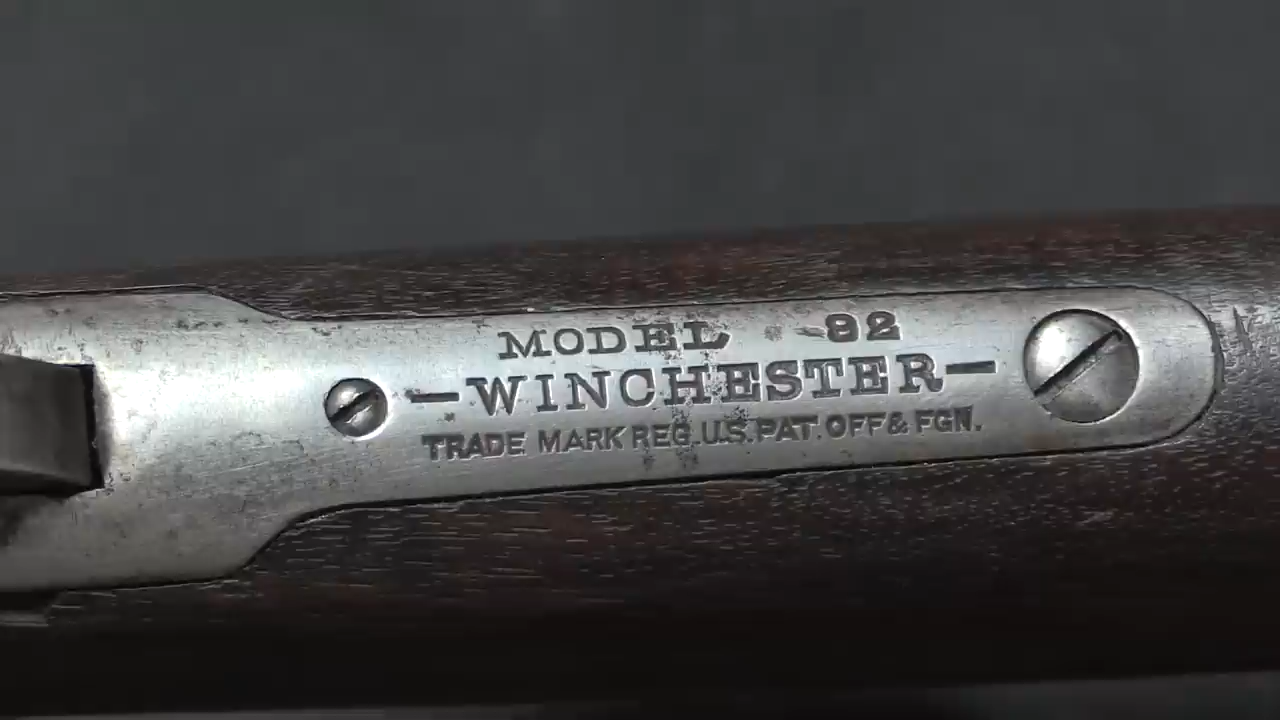 MODEL 92
—WINCHESTER—
TRADE MARK REG. U.S. PAT. OFF & FGN.